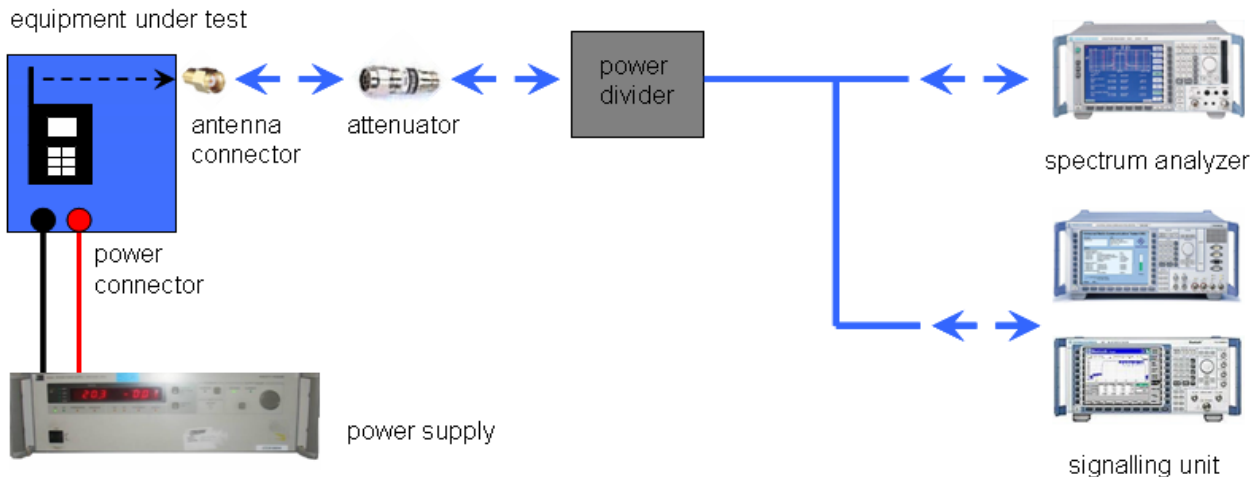 equipment under test
antenna
connector
attenuator
power
divider
spectrum analyzer
power
connector
power supply
signalling unit